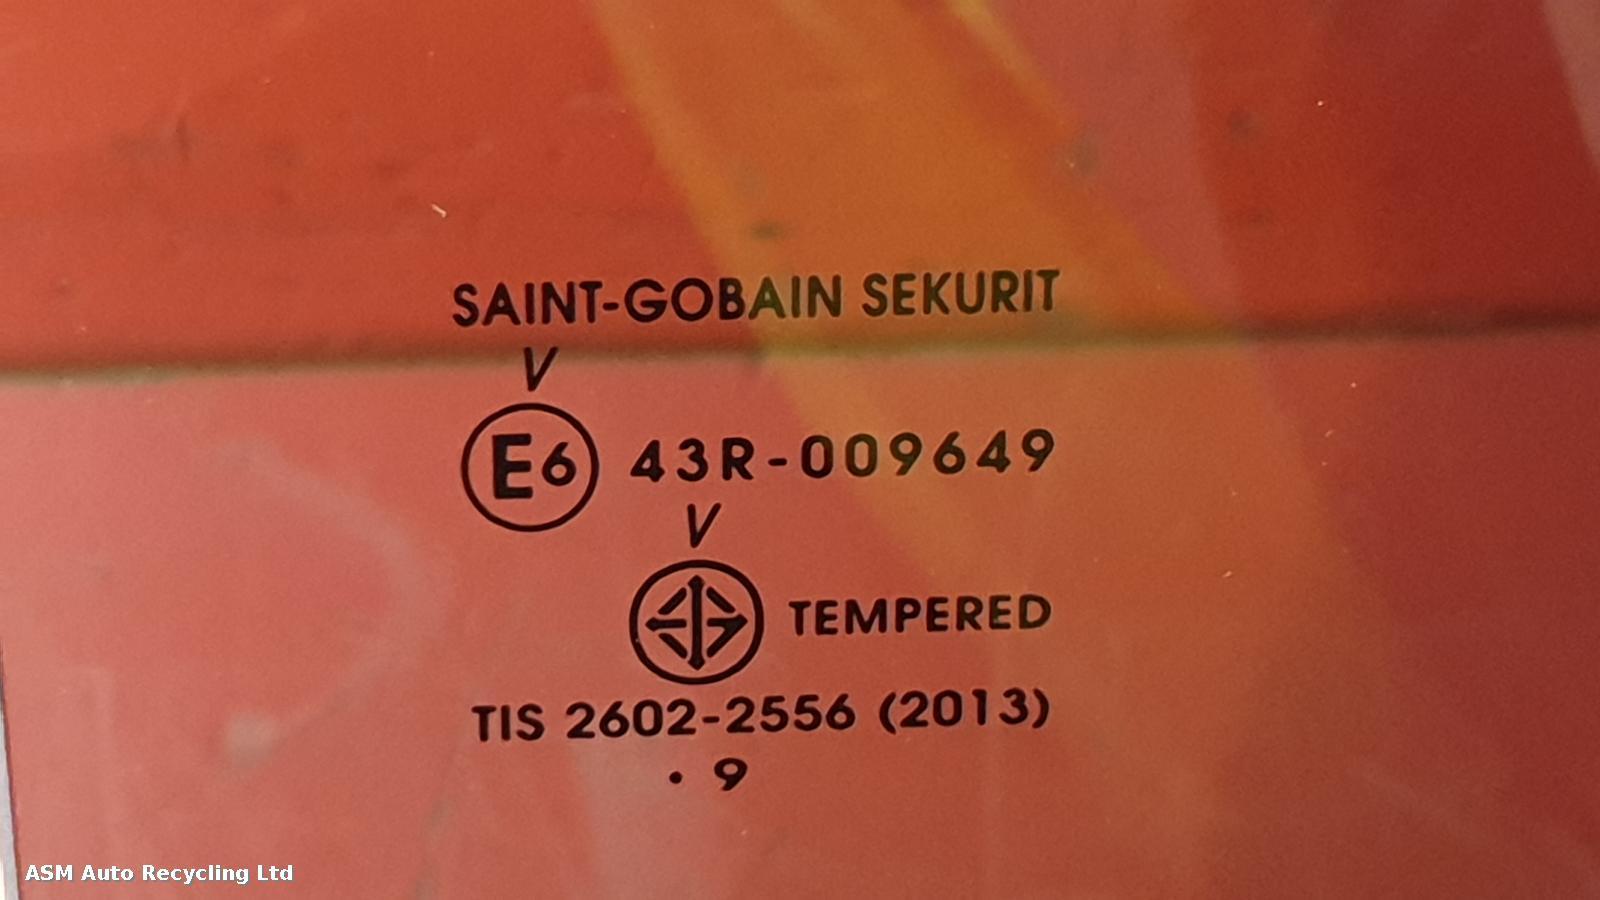 SAINT-GOBAIN SEKURIT
V
E6 43R-009649
V
TEMPERED
TIS 2602-2556 (2013)
· 9
ASM Auto Recycling Ltd